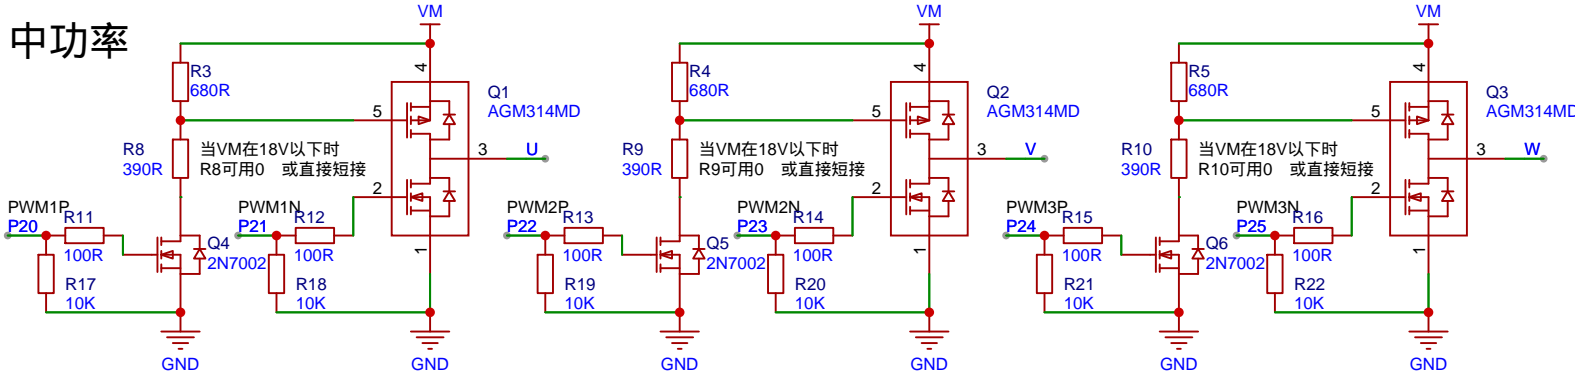 中功率
VM
R3
680R
4
Q1
AGM314MD
5
R8
390R
当VM在18V以下时
R8可用0 或直接短接
3
U
2
PWM1P
P20
R11
100R
PWM1N
P21
R12
100R
Q4
2N7002
1
R17
10K
R18
10K
GND
GND
VM
R4
680R
4
Q2
AGM314MD
5
R9
390R
当VM在18V以下时
R9可用0 或直接短接
3
V
2
PWM2P
P22
R13
100R
PWM2N
P23
R14
100R
Q5
2N7002
1
R19
10K
R20
10K
GND
GND
VM
R5
680R
4
Q3
AGM314MD
5
R10
390R
当VM在18V以下时
R10可用0 或直接短接
3
W
2
PWM3P
P24
R15
100R
PWM3N
P25
R16
100R
Q6
2N7002
1
R21
10K
R22
10K
GND
GND